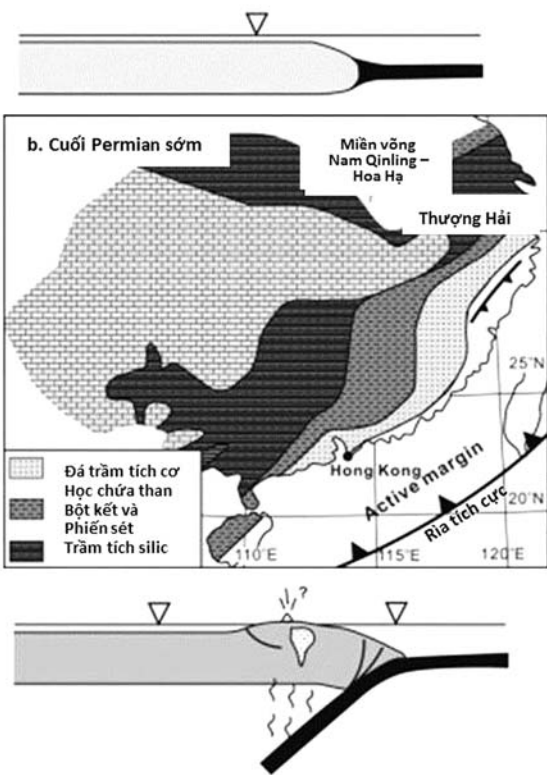 b. Cuối Permian sớm
Miền võng
Nam Qinling –
Hoa Hạ
Thượng Hải
25°N
Hong Kong
Active margin
Rìa tích cực
20°N
110°E
115°E
120°E
Đá trầm tích cơ
Học chứa than
Bột kết và
Phiến sét
Trầm tích silic
?